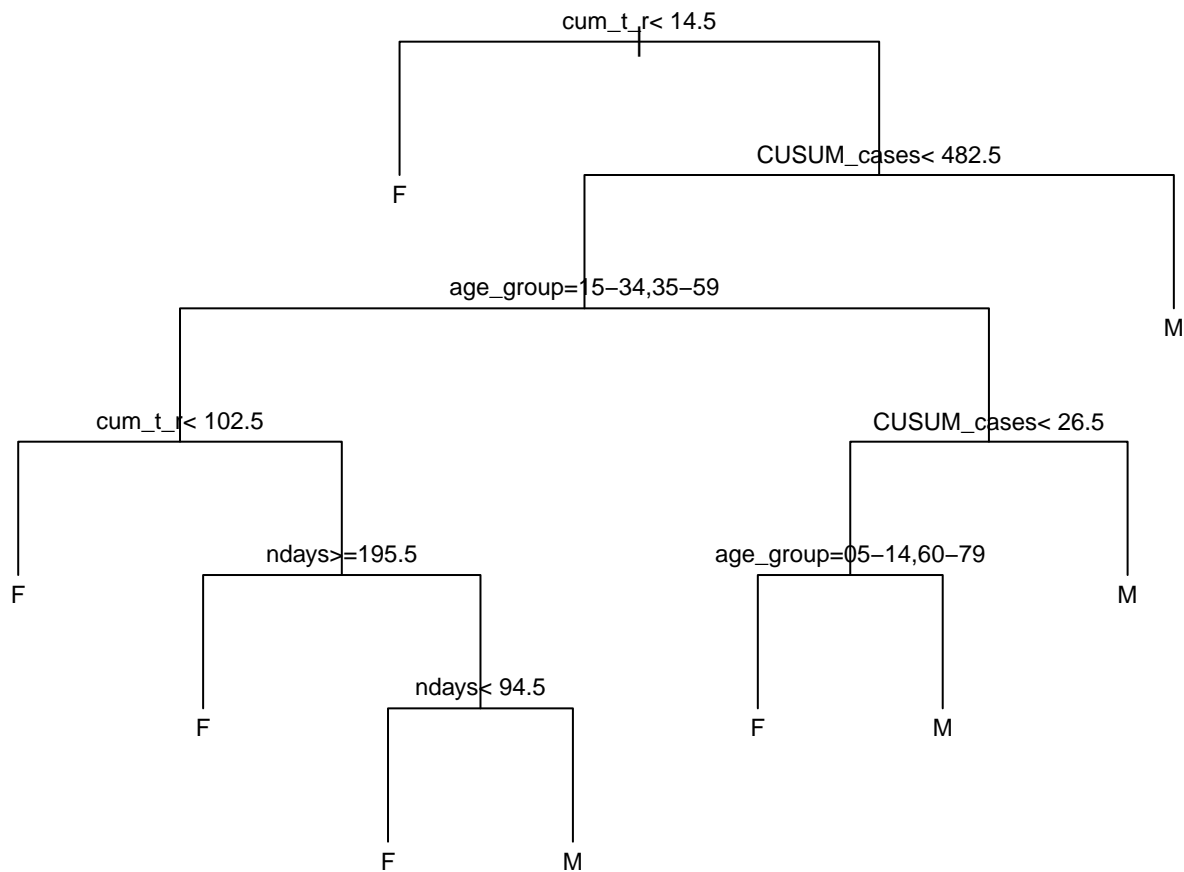 cum_t_r< 14.5
CUSUM_cases< 482.5
F
age_group=15−34,35−59
M
cum_t_r< 102.5
CUSUM_cases< 26.5
ndays>=195.5
age_group=05−14,60−79
F
M
ndays< 94.5
F
F
M
F
M